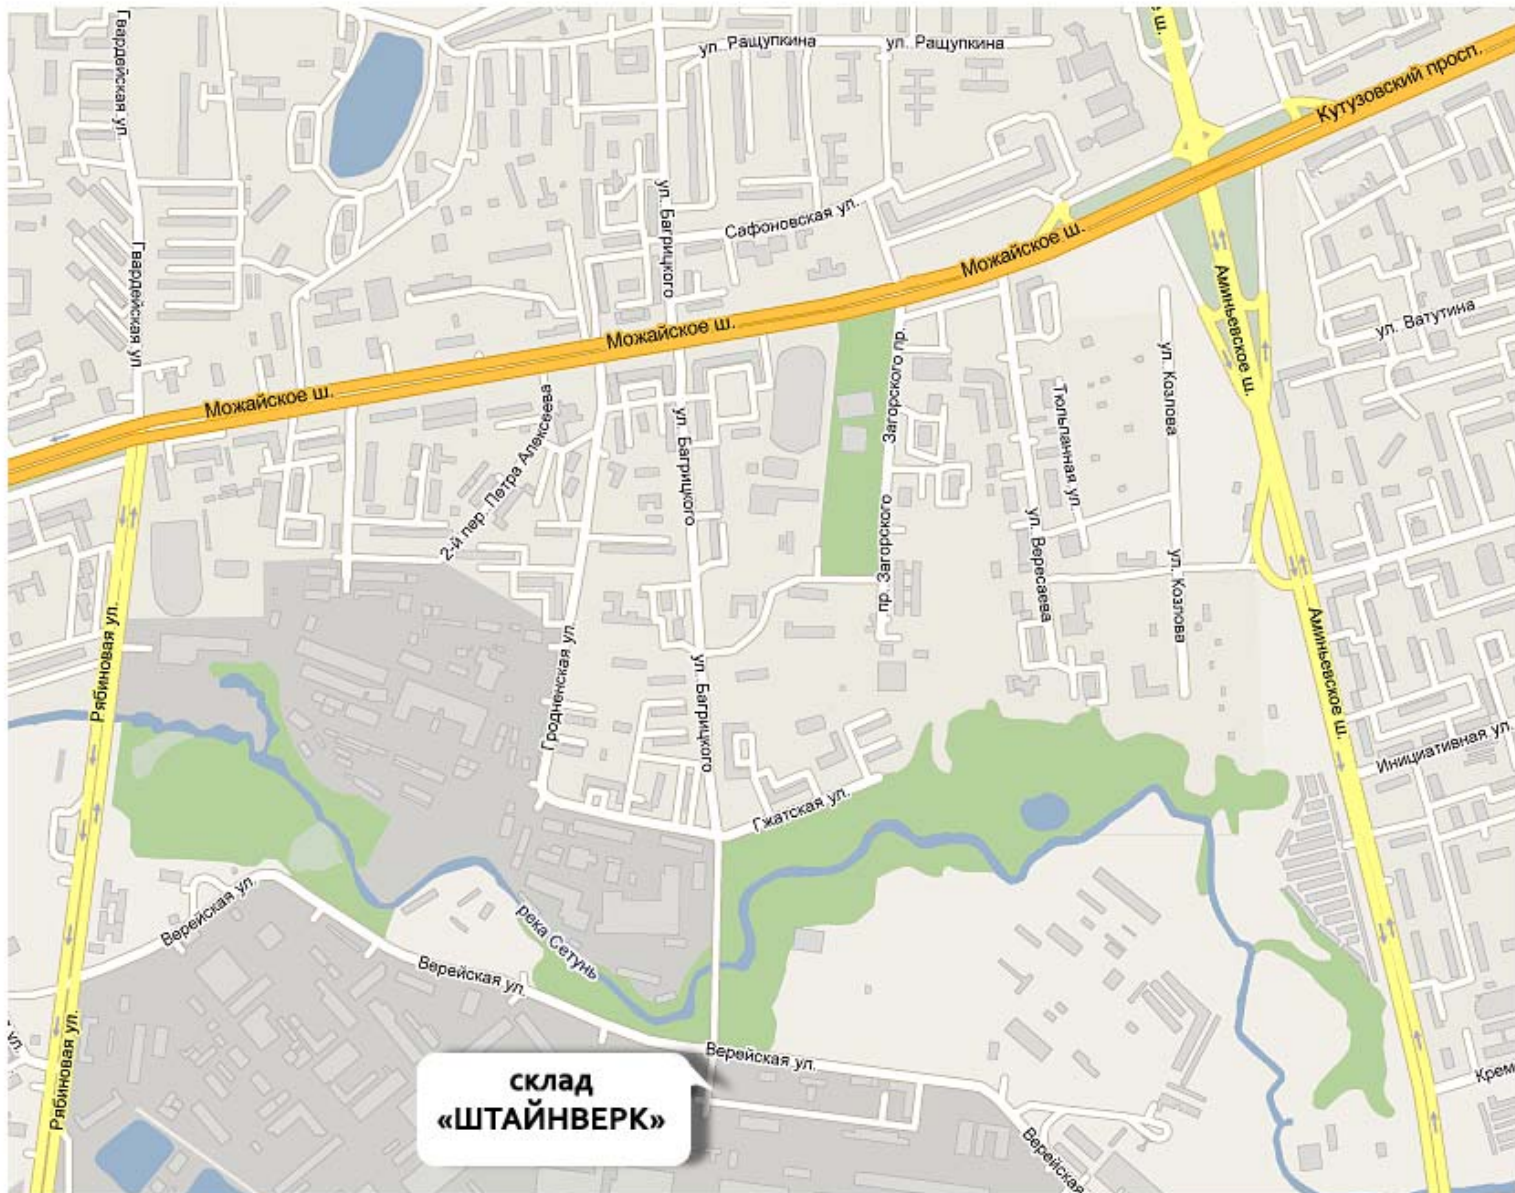 Гвардейская ул.
ул. Ращупкина
ул. Ращупкина
ш.
Кутузовский просп.
ул. Багрицкого
Сафоновская ул.
Можайское ш.
Гвардейская ул.
Аминьевское ш.
ул. Ватутина
Можайское ш.
Загорского пр.
ул. Козлова
Можайское ш.
2-й пер. Петра Алексеева
ул. Багрицкого
Тюльпанная ул.
пр. Загорского
ул. Вересаева
ул. Козлова
Рябиновая ул.
Гродненская ул.
ул. Багрицкого
Аминьевское ш.
Инициативная ул.
Гжатская ул.
Верейская ул.
река Сетунь
Верейская ул.
Верейская ул.
Рябиновая ул.
ул.
склад
«ШТАЙНВЕРК»
Крем
Верейская